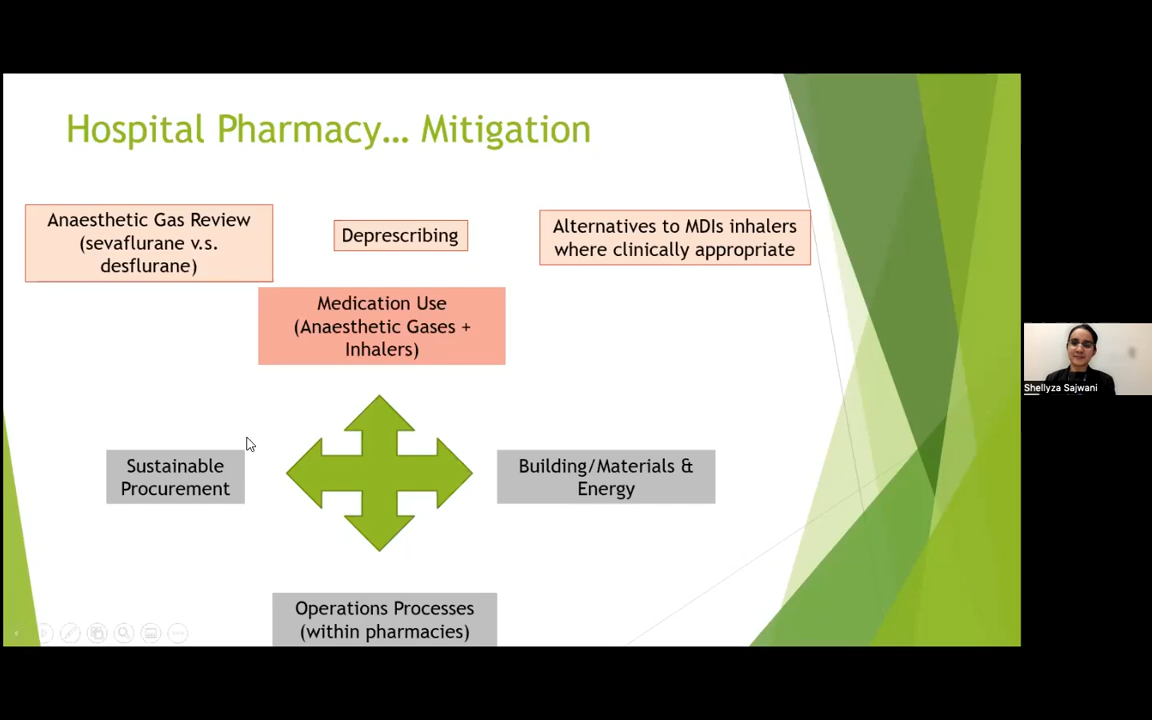 Hospital Pharmacy... Mitigation
Anaesthetic Gas Review
(sevaflurane v.s.
desflurane)
Deprescribing
Alternatives to MDIs inhalers
where clinically appropriate
Medication Use
(Anaesthetic Gases +
Inhalers)
Sustainable
Procurement
Building/Materials &
Energy
Operations Processes
(within pharmacies)
Shellyza Sajwani